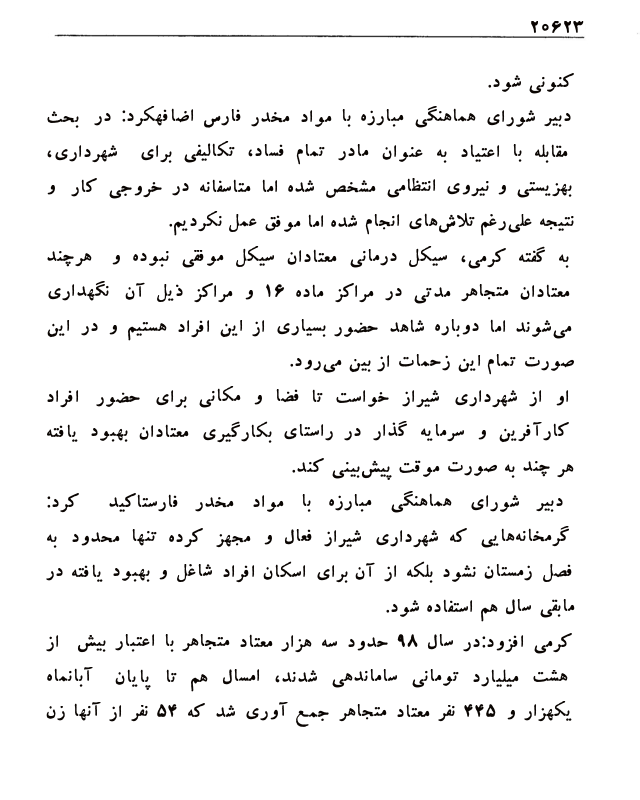 ۲۰۶۲۳
کنونی شود.
دبیر شورای هماهنگی مبارزه با مواد مخدر فارس اضافهکرد: در بحث
مقابله با اعتیاد به عنوان مادر تمام فساد، تکالیفی برای شهرداری،
بهزیستی و نیروی انتظامی مشخص شده اما متاسفانه در خروجی کار و
نتیجه علی‌رغم تلاش‌های انجام شده اما موفق عمل نکردیم.
به گفته کرمی، سیکل درمانی معتادان سیکل موفقی نبوده و هرچند
معتادان متجاهر مدتی در مراکز ماده ۱۶ و مراکز ذیل آن نگهداری
می‌شوند اما دوباره شاهد حضور بسیاری از این افراد هستیم و در این
صورت تمام این زحمات از بین می‌رود.
او از شهرداری شیراز خواست تا فضا و مکانی برای حضور افراد
کارآفرین و سرمایه گذار در راستای بکارگیری معتادان بهبود یافته
هر چند به صورت موقت پیش‌بینی کند.
دبیر شورای هماهنگی مبارزه با مواد مخدر فارستاکید کرد:
گرمخانه‌هایی که شهرداری شیراز فعال و مجهز کرده تنها محدود به
فصل زمستان نشود بلکه از آن برای اسکان افراد شاغل و بهبود یافته در
مابقی سال هم استفاده شود.
کرمی افزود:در سال ۹۸ حدود سه هزار معتاد متجاهر با اعتبار بیش از
هشت میلیارد تومانی ساماندهی شدند، امسال هم تا پایان آبانماه
یکهزار و ۴۴۵ نفر معتاد متجاهر جمع آوری شد که ۵۴ نفر از آنها زن